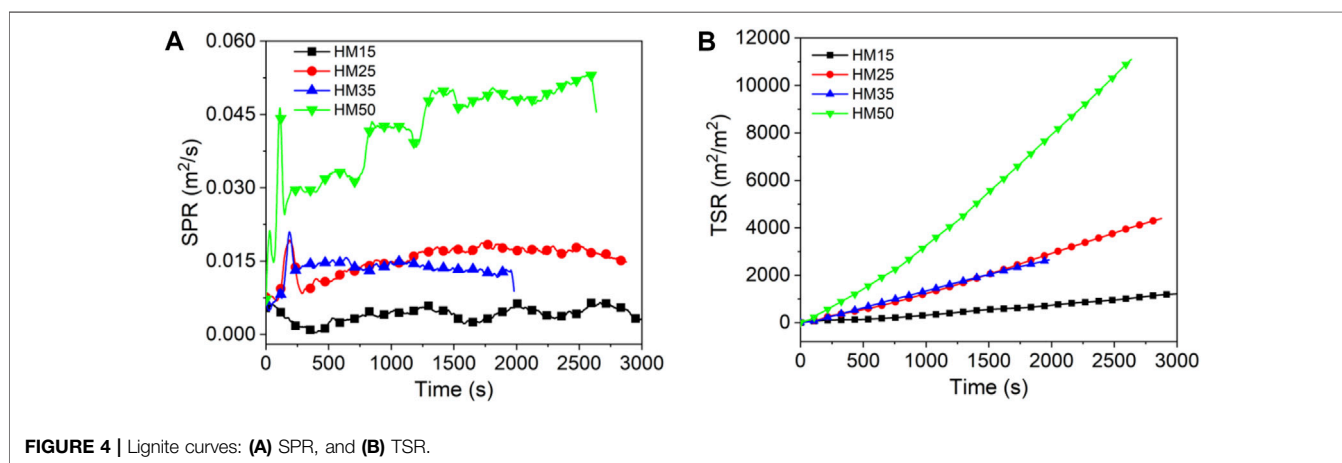 A
0.060
0.045
0.030
0.015
0.000
SPR (m²/s)
HM15
HM25
HM35
HM50
0 500 1000 1500 2000 2500 3000
Time (s)
B
12000
10000
8000
6000
4000
2000
0
TSR (m²/m²)
HM15
HM25
HM35
HM50
0 500 1000 1500 2000 2500 3000
Time (s)
FIGURE 4 | Lignite curves: (A) SPR, and (B) TSR.